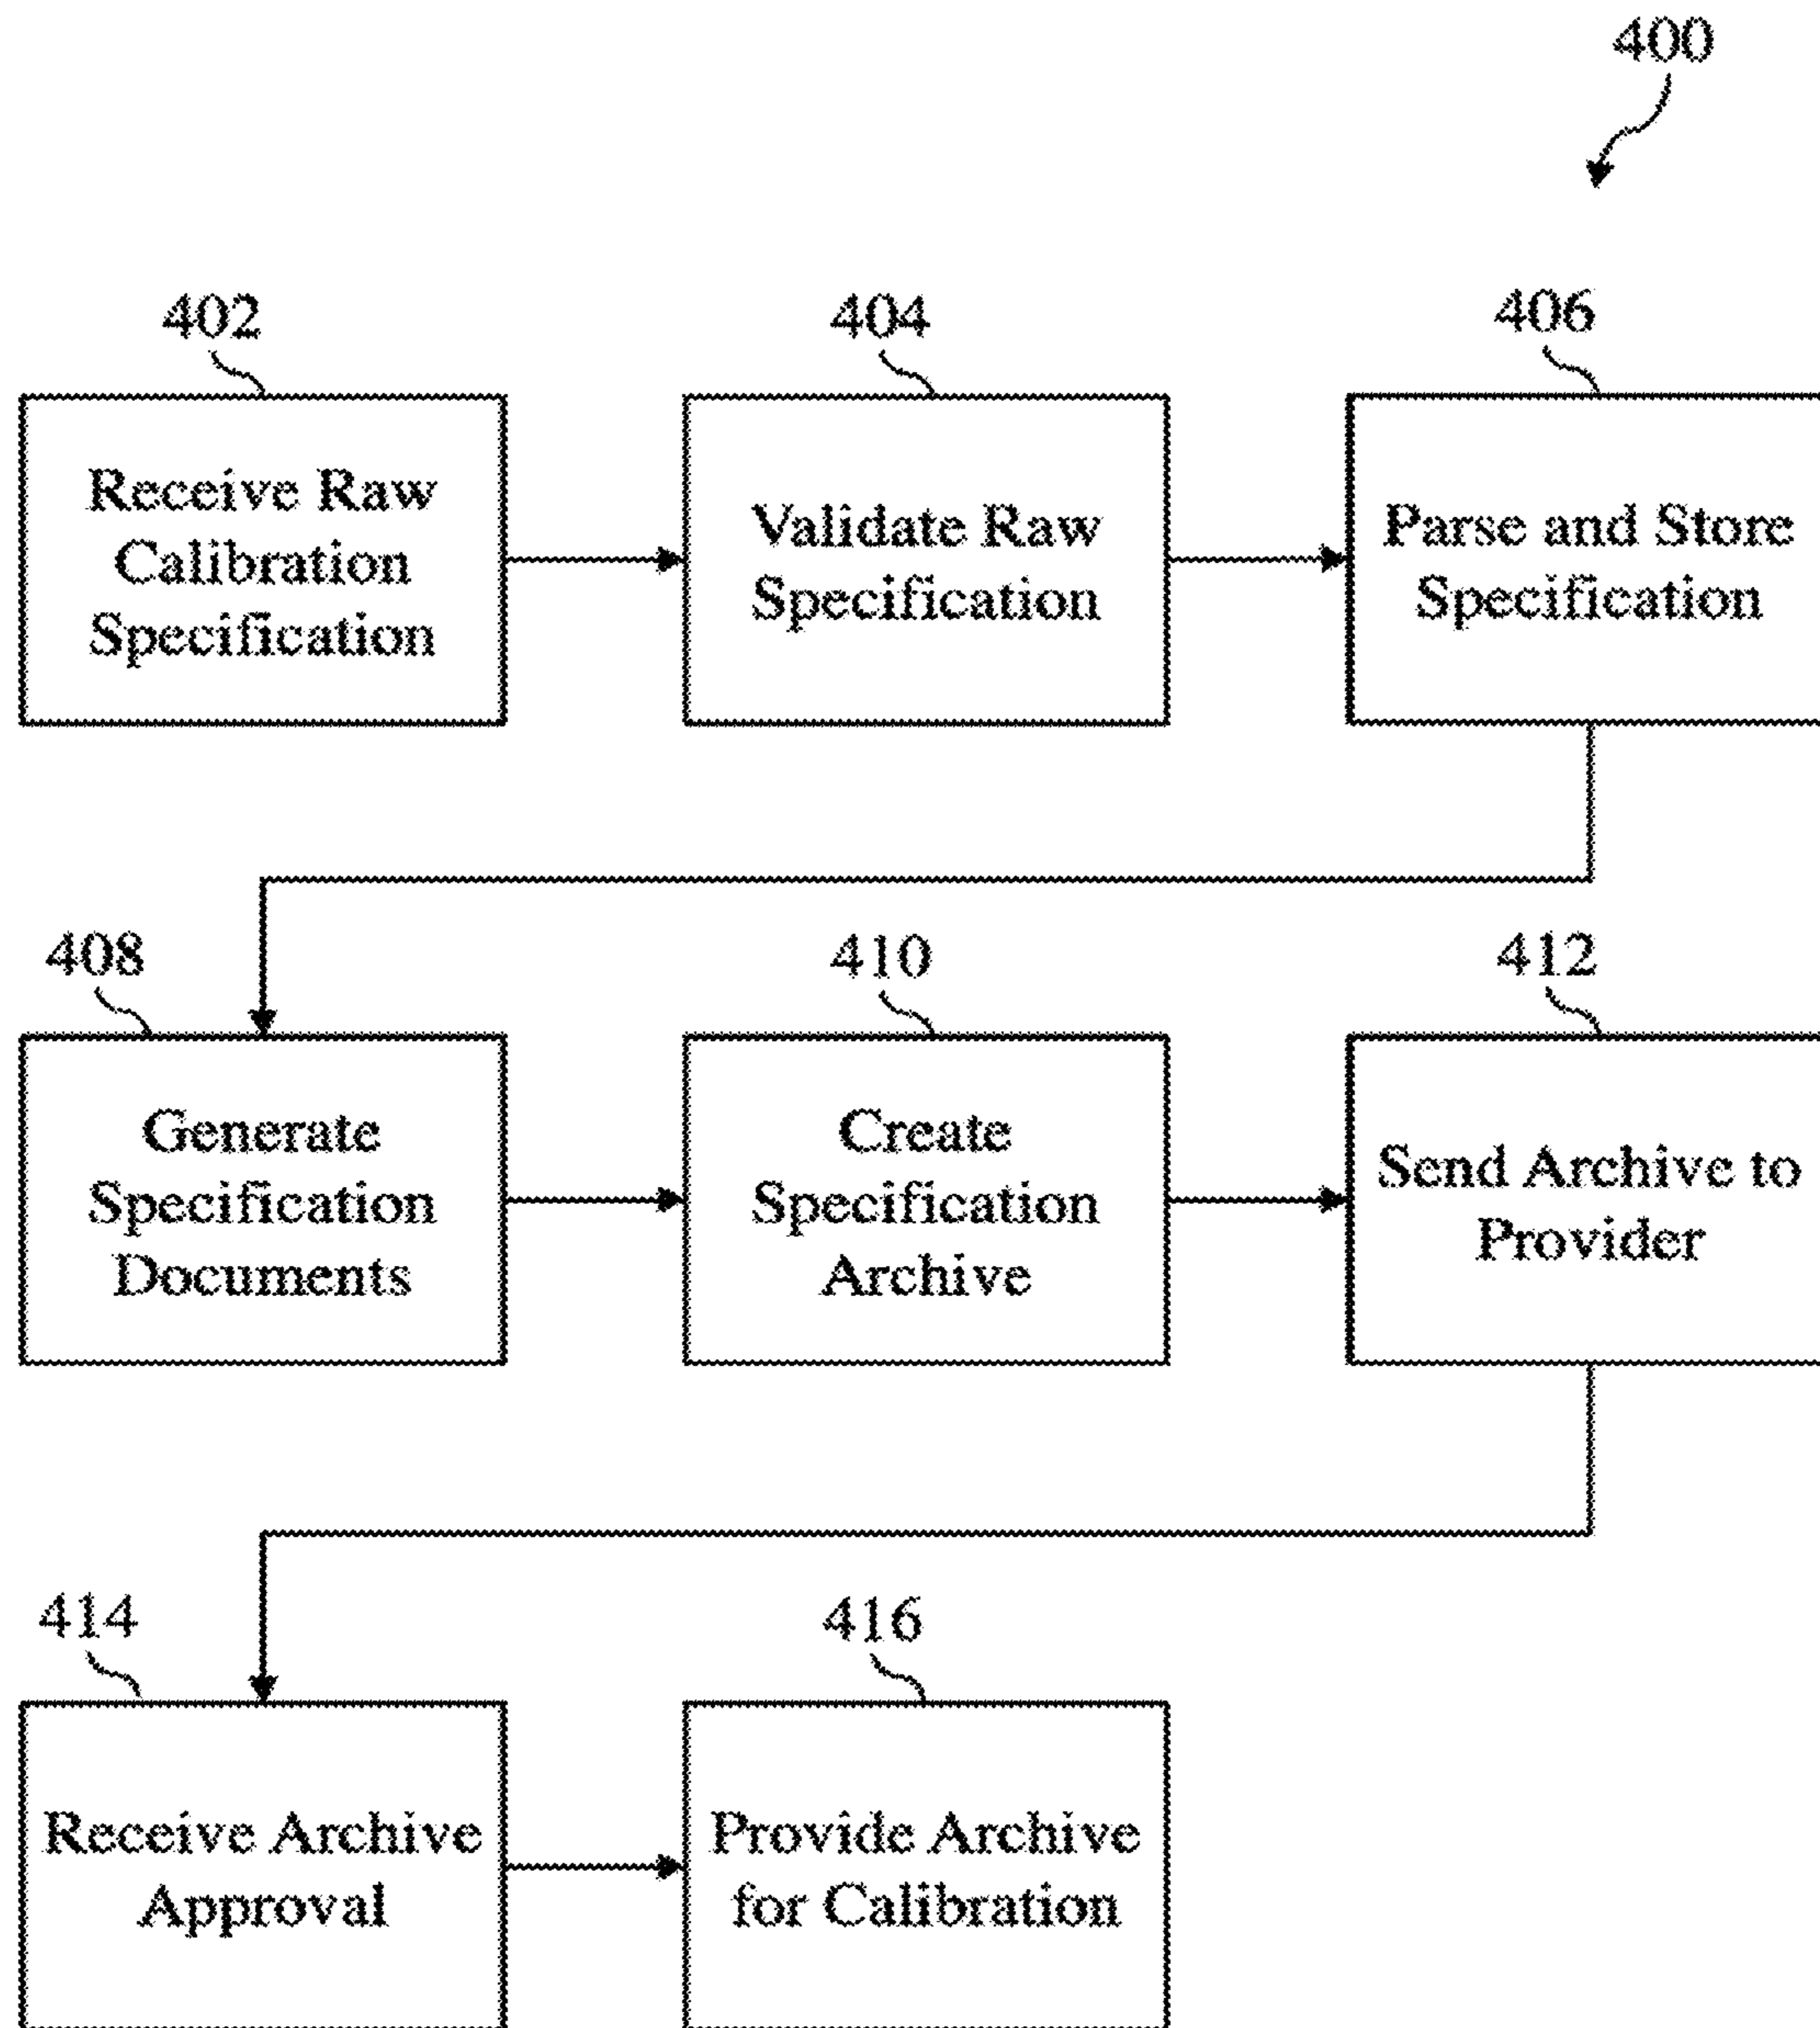 400
402
Receive Raw
Calibration
Specification
404
Validate Raw
Specification
406
Parse and Store
Specification
408
Generate
Specification
Documents
410
Create
Specification
Archive
412
Send Archive to
Provider
414
Receive Archive
Approval
416
Provide Archive
for Calibration